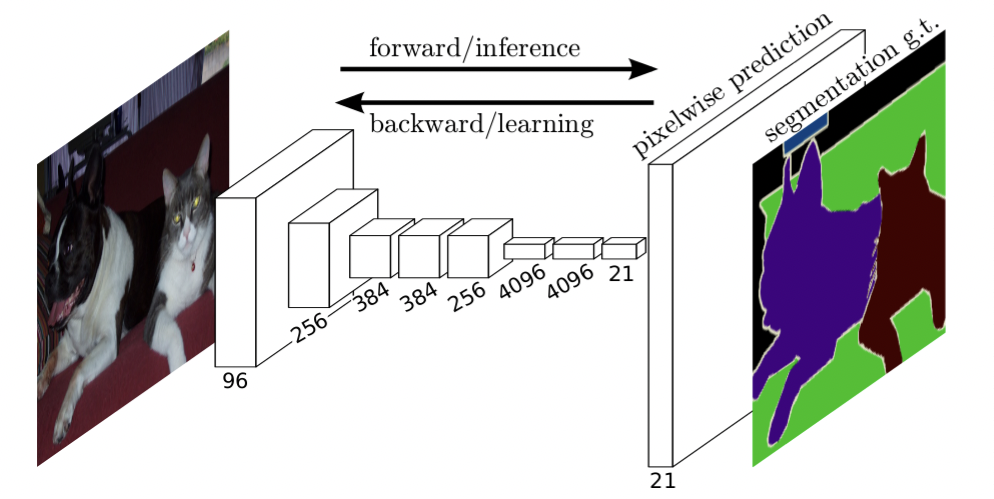 forward/inference
backward/learning
pixelwise prediction
segmentation g.t.
96
256
384
384
256
4096
4096
21
21